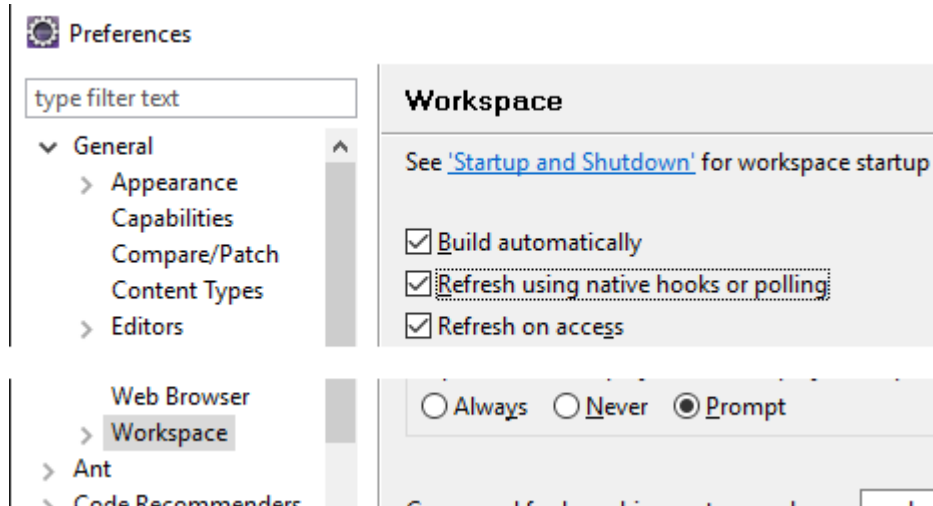 Preferences
type filter text
General
Appearance
Capabilities
Compare/Patch
Content Types
Editors
Web Browser
Workspace
Ant
Code Recommenders
Workspace
See 'Startup and Shutdown' for workspace startup
Build automatically
Refresh using native hooks or polling
Refresh on access
Always Never Prompt